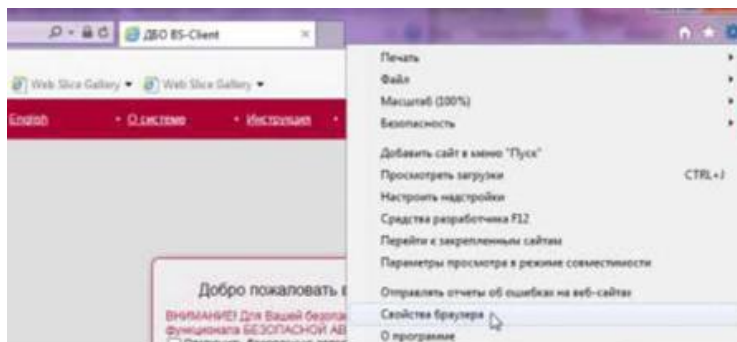 ДБО BS-Client
Web Slice Gallery
Web Slice Gallery
English
О системе
Инструкция
Добро пожаловать в
ВНИМАНИЕ! Для Вашей
функционала БЕЗОПАСНОЙ
Печать
Файл
Масштаб (100%)
Безопасность
Добавить сайт в меню "Пуск"
Просмотреть загрузки CTRL+J
Настроить надстройки
Средства разработчика F12
Перейти к закрепленным сайтам
Параметры просмотра в режиме совместимости
Отправлять отчеты об ошибках на веб-сайтах
Свойства браузера
О программе